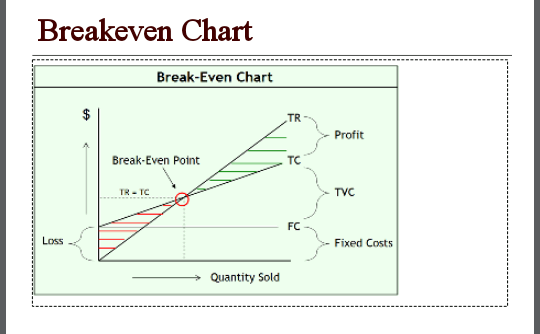 Breakeven Chart
Break-Even Chart
$
TR
Profit
Break-Even Point
TC
TR = TC
TVC
FC
Loss
Fixed Costs
Quantity Sold